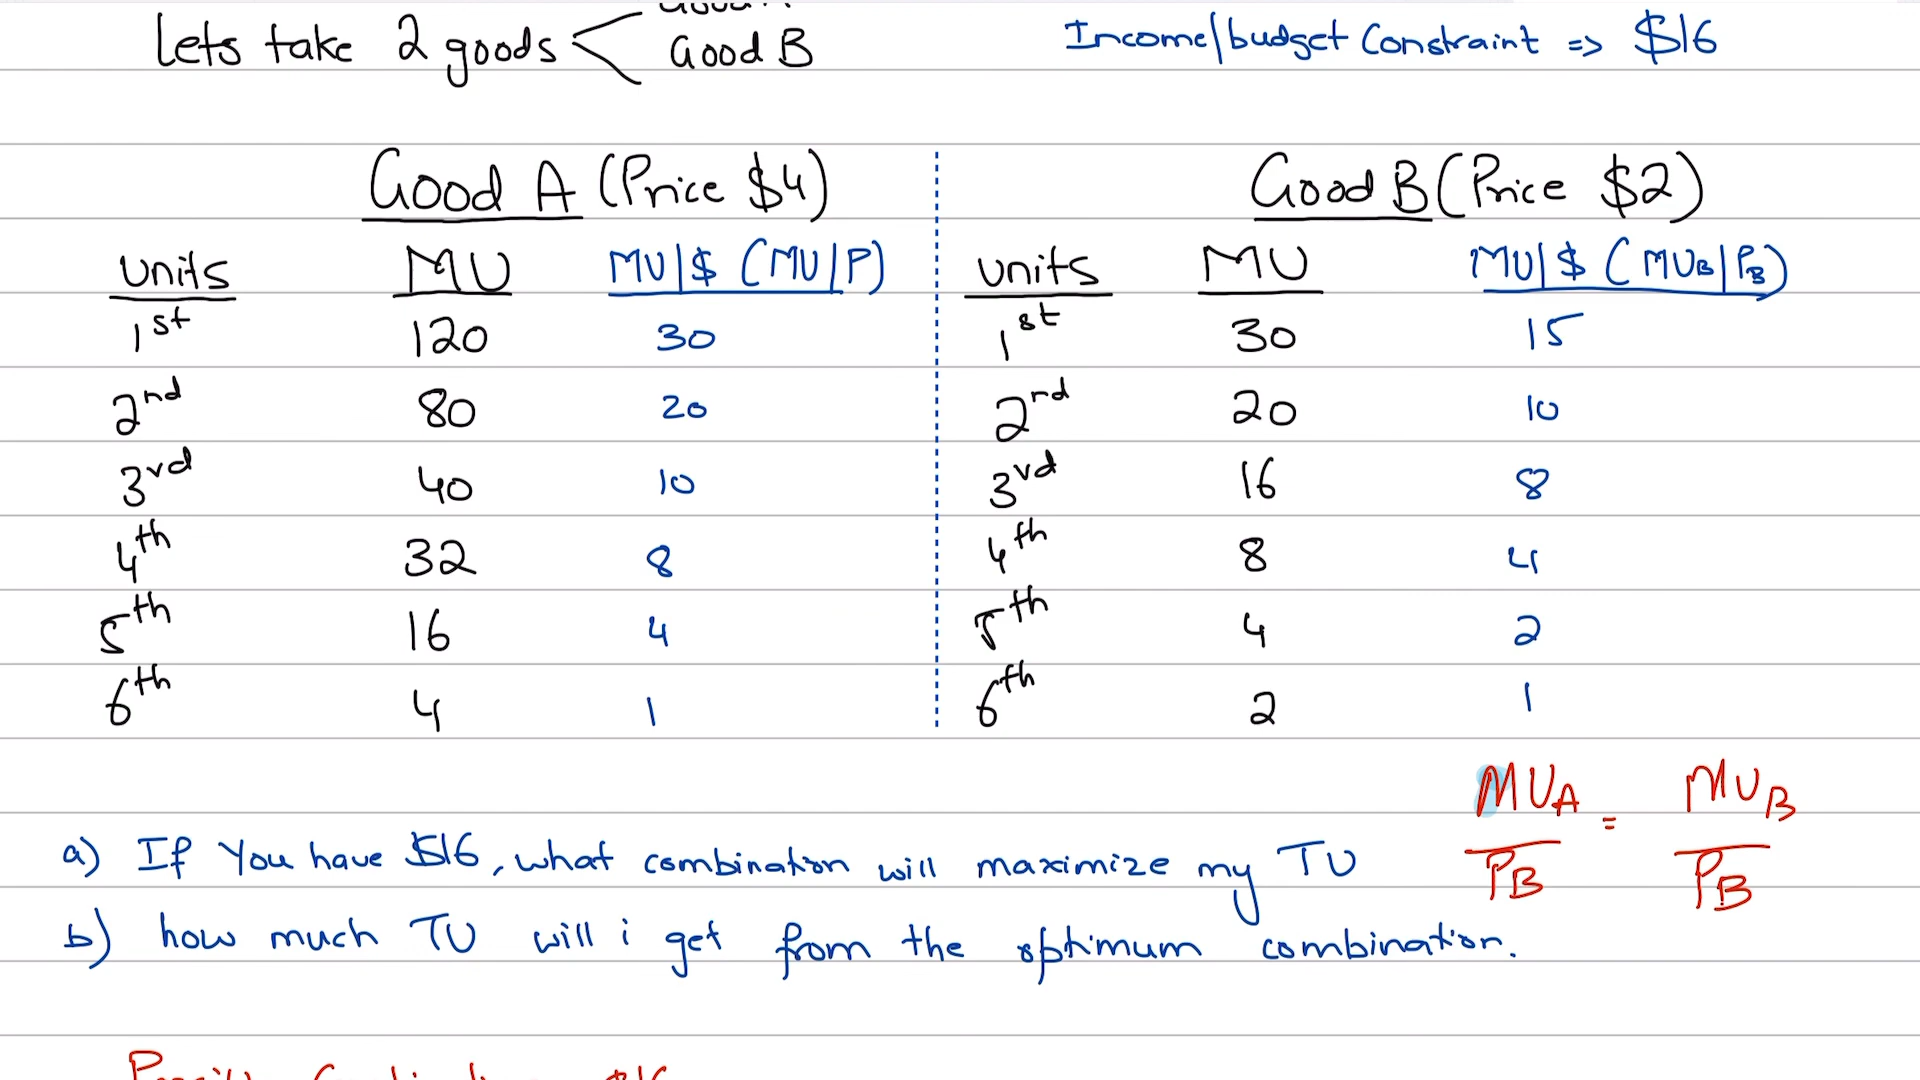 Lets take 2 goods < Good B
Income/budget Constraint => $16
Good A (Price $4)
Good B (Price $2)
units MU MU/$ (MU/P)
units MU MU/$ (MUB/PB)
1st 120 30
1st 30 15
2nd 80 20
2nd 20 10
3rd 40 10
3rd 16 8
4th 32 8
4th 8 4
5th 16 4
5th 4 2
6th 4 1
6th 2 1
MUA/PB = MUB/PB
a) If You have $16, what combination will maximize my TU
b) how much TU will i get from the optimum combination.